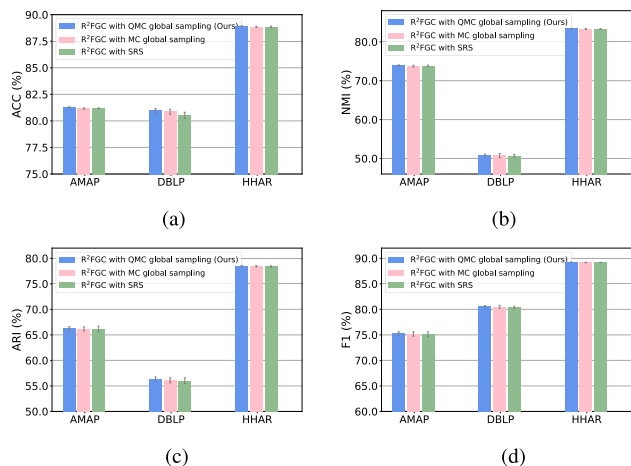 90.0
87.5
85.0
82.5
80.0
77.5
75.0
ACC (%)
R²FGC with QMC global sampling (Ours)
R²FGC with MC global sampling
R²FGC with SRS
AMAP DBLP HHAR
(a)
80.0
70.0
60.0
50.0
NMI (%)
R²FGC with QMC global sampling (Ours)
R²FGC with MC global sampling
R²FGC with SRS
AMAP DBLP HHAR
(b)
80.0
75.0
70.0
65.0
60.0
55.0
50.0
ARI (%)
R²FGC with QMC global sampling (Ours)
R²FGC with MC global sampling
R²FGC with SRS
AMAP DBLP HHAR
(c)
90.0
85.0
80.0
75.0
70.0
65.0
60.0
F1 (%)
R²FGC with QMC global sampling (Ours)
R²FGC with MC global sampling
R²FGC with SRS
AMAP DBLP HHAR
(d)